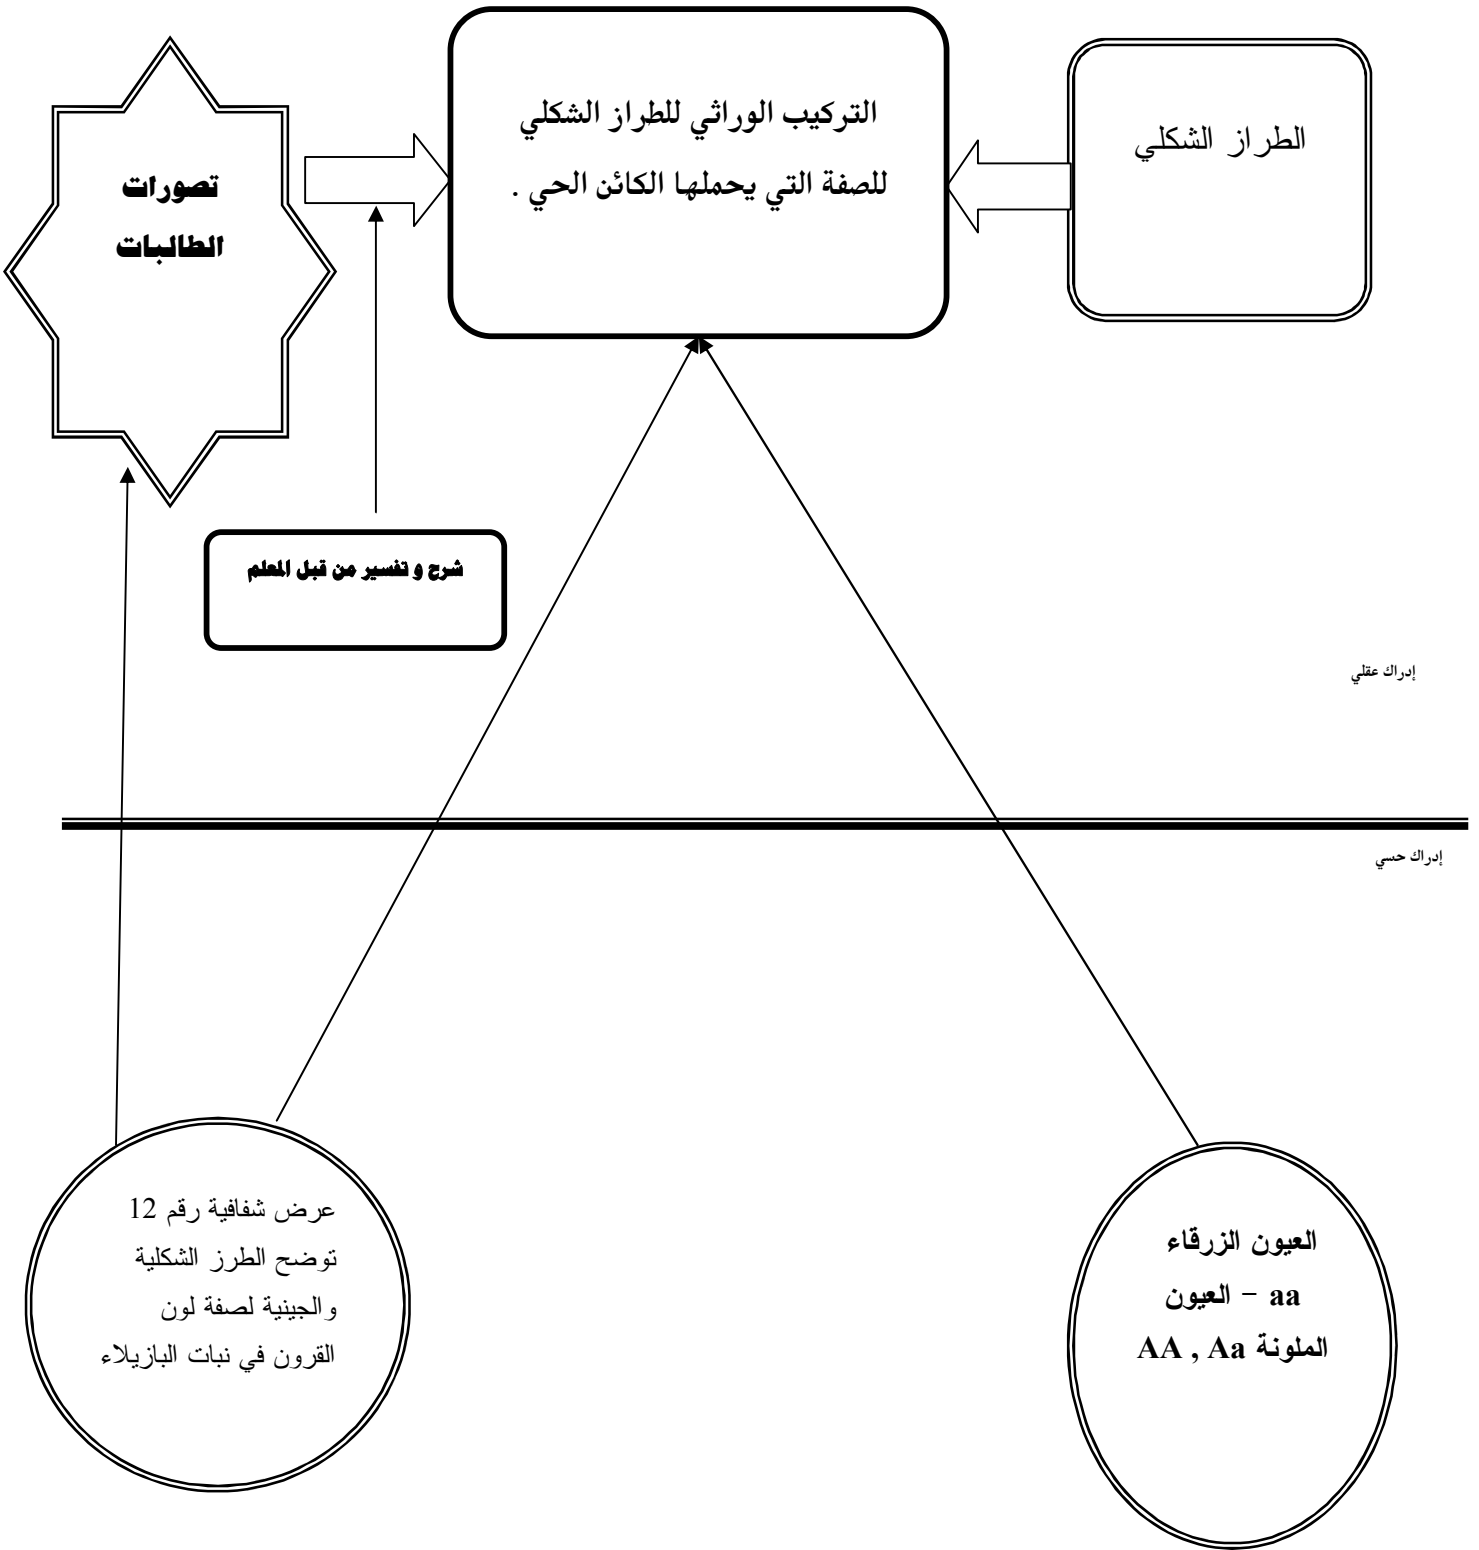 الطراز الشكلي
التركيب الوراثي للطراز الشكلي
للصفة التي يحملها الكائن الحي .
تصورات
الطالبات
شرح و تفسير من قبل المعلم
إدراك عقلي
إدراك حسي
العيون الزرقاء
aa - العيون
الملونة AA , Aa
عرض شفافية رقم 12
توضح الطرز الشكلية
والجينية لصفة لون
القرون في نبات البازيلاء